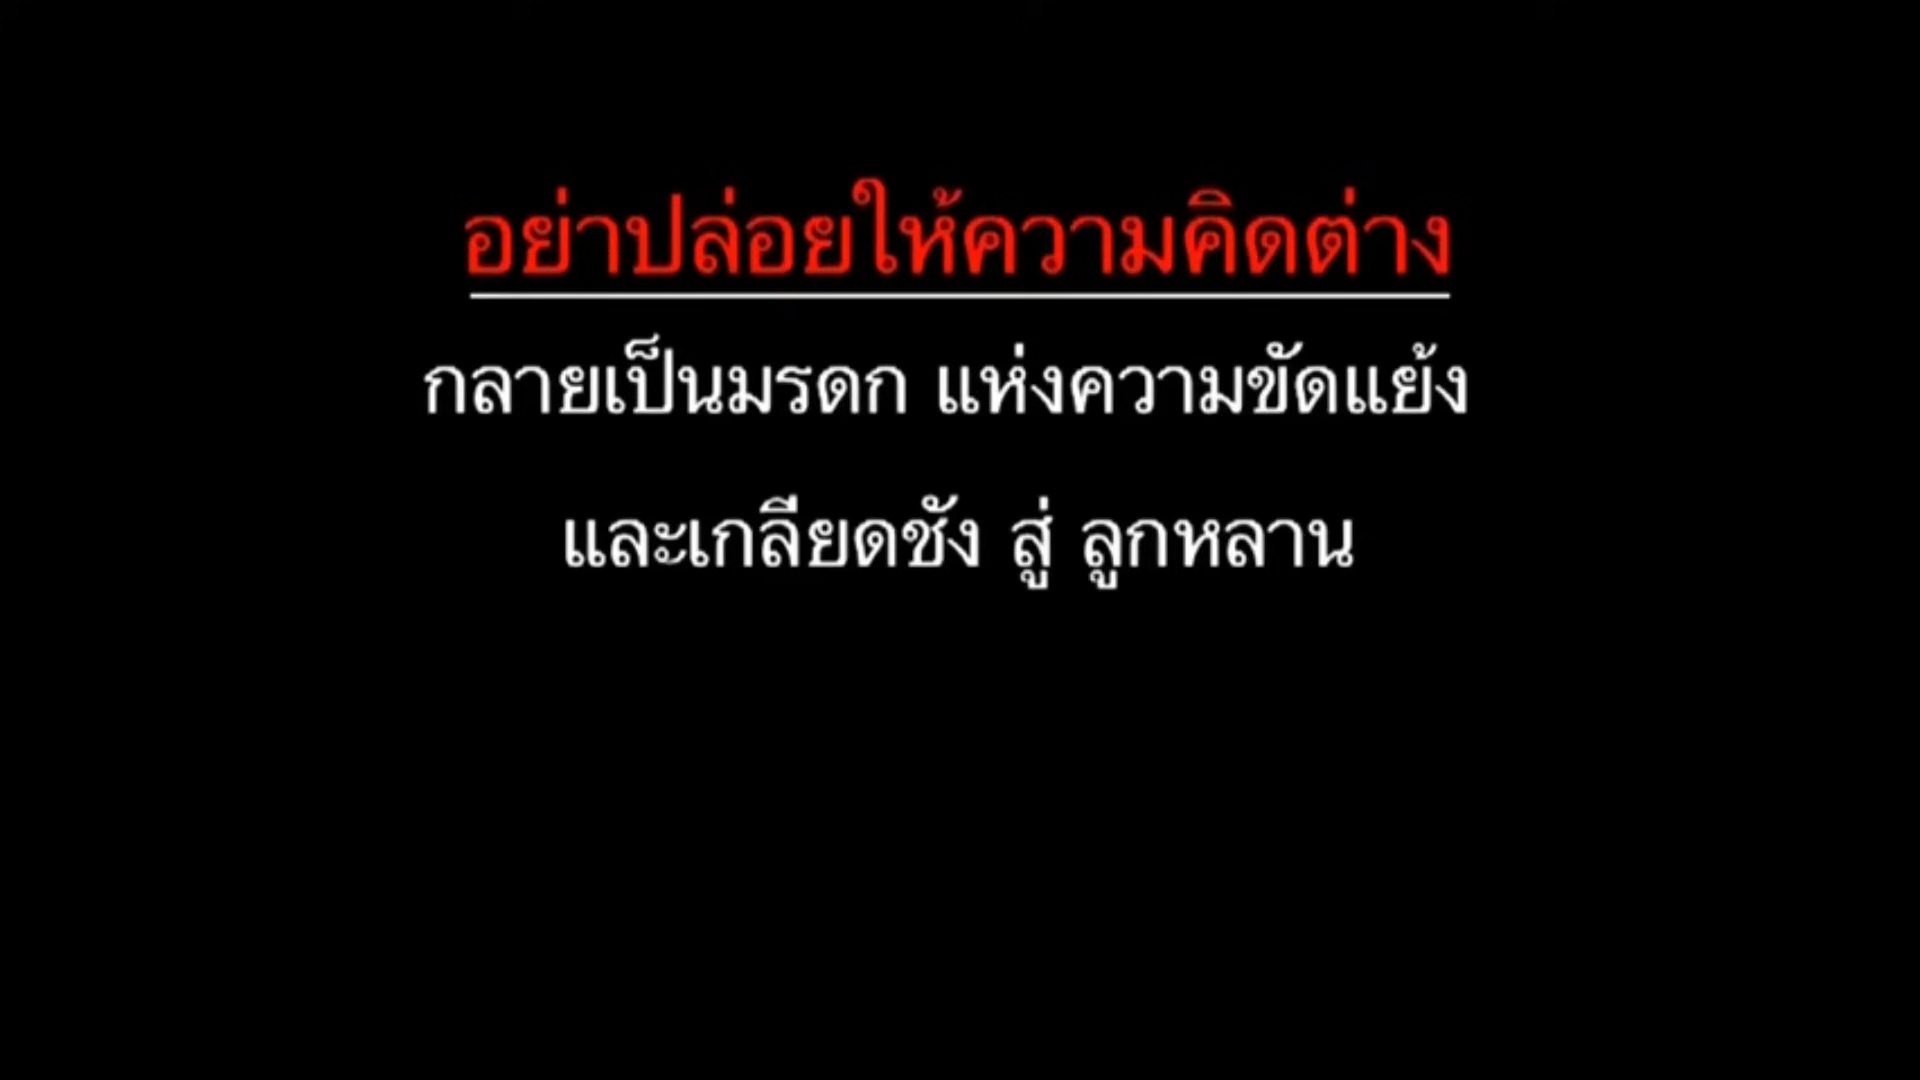 อย่าปล่อยให้ความคิดต่าง
กลายเป็นมรดก แห่งความขัดแย้ง
และเกลียดชัง สู่ ลูกหลาน